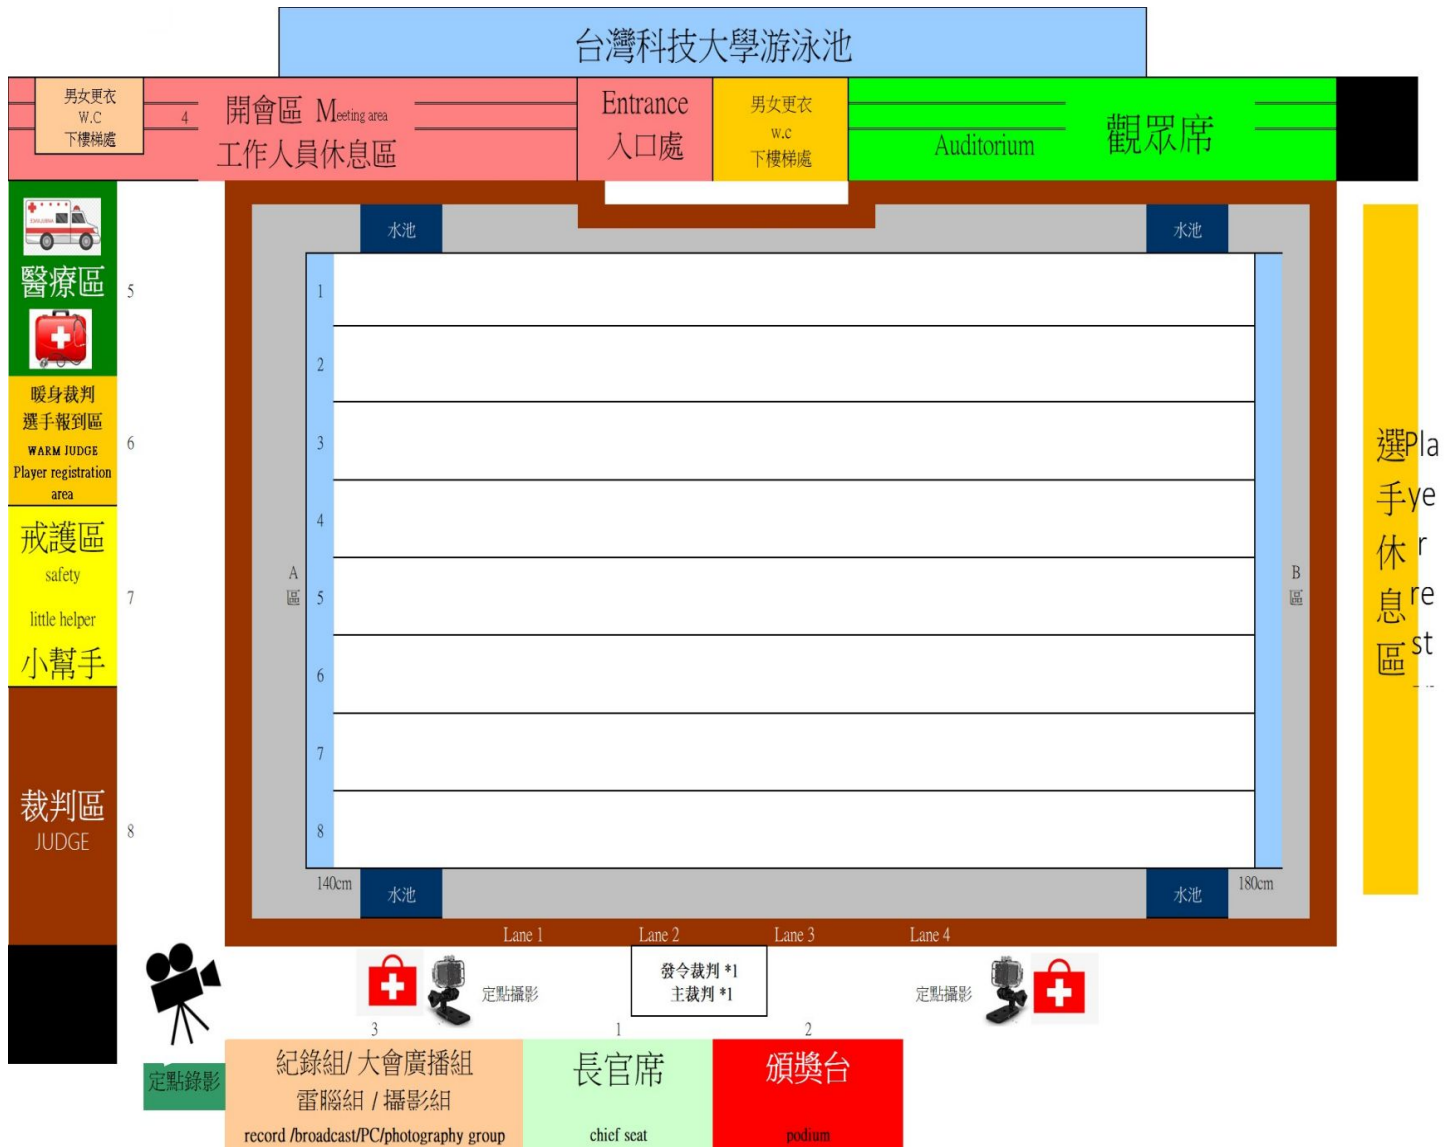 台灣科技大學游泳池
男女更衣
W.C
下樓梯處
4
開會區 Meeting area
工作人員休息區
Entrance
入口處
男女更衣
w.c
下樓梯處
Auditorium
觀眾席
醫療區
5
暖身裁判
選手報到區
WARM JUDGE
Player registration
area
6
戒護區
safety
little helper
小幫手
7
裁判區
JUDGE
8
水池
水池
1
2
3
4
5
6
7
8
A
區
B
區
140cm
水池
水池
180cm
Lane 1
Lane 2
Lane 3
Lane 4
選手休息區
Pla
ye
r
re
st
定點攝影
發令裁判 *1
主裁判 *1
定點攝影
3
1
2
定點錄影
紀錄組/ 大會廣播組
電腦組 / 攝影組
record /broadcast/PC/photography group
長官席
chief seat
頒獎台
podium